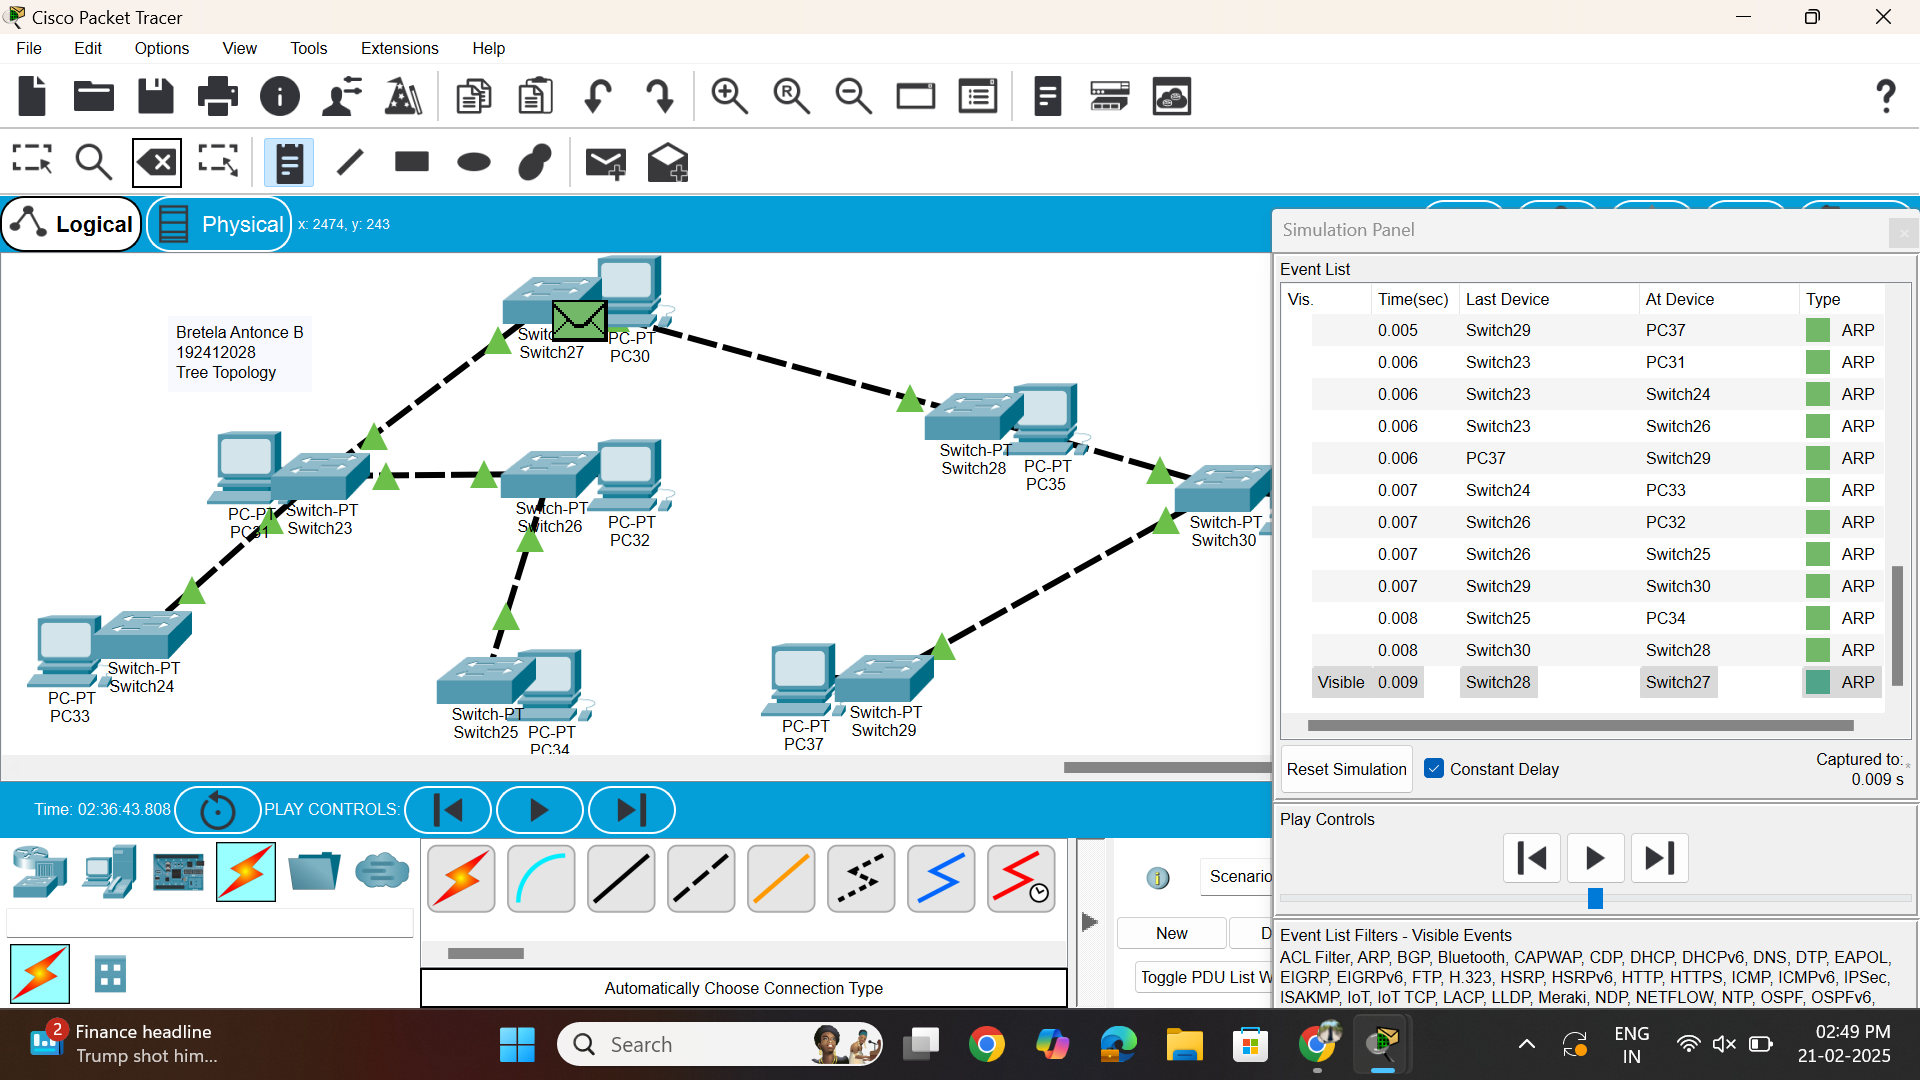 Cisco Packet Tracer
File Edit Options View Tools Extensions Help
Logical Physical x: 2474, y: 243
Bretela Antonce B
192412028
Tree Topology
Switch27
PC-PT
PC30
Switch-PT
Switch28
PC-PT
PC35
PC-PT
PC31
Switch-PT
Switch23
Switch-PT
Switch26
PC-PT
PC32
Switch-PT
Switch30
Switch-PT
Switch24
PC-PT
PC33
Switch-PT
Switch25
PC-PT
PC34
PC-PT
PC37
Switch-PT
Switch29
Simulation Panel
Event List
Vis. Time(sec) Last Device At Device Type
0.005 Switch29 PC37 ARP
0.006 Switch23 PC31 ARP
0.006 Switch23 Switch24 ARP
0.006 Switch23 Switch26 ARP
0.006 PC37 Switch29 ARP
0.007 Switch24 PC33 ARP
0.007 Switch26 PC32 ARP
0.007 Switch26 Switch25 ARP
0.007 Switch29 Switch30 ARP
0.008 Switch25 PC34 ARP
0.008 Switch30 Switch28 ARP
Visible 0.009 Switch28 Switch27 ARP
Reset Simulation Constant Delay
Captured to: *
0.009 s
Time: 02:36:43.808 PLAY CONTROLS:
Play Controls
Scenario
New
Toggle PDU List W
Automatically Choose Connection Type
Event List Filters - Visible Events
ACL Filter, ARP, BGP, Bluetooth, CAPWAP, CDP, DHCP, DHCPv6, DNS, DTP, EAPOL,
EIGRP, EIGRPv6, FTP, H.323, HSRP, HSRPv6, HTTP, HTTPS, ICMP, ICMPv6, IPSec,
ISAKMP, IoT, IoT TCP, LACP, LLDP, Meraki, NDP, NETFLOW, NTP, OSPF, OSPFv6,
2
Finance headline
Trump shot him...
Search
ENG
IN
02:49 PM
21-02-2025